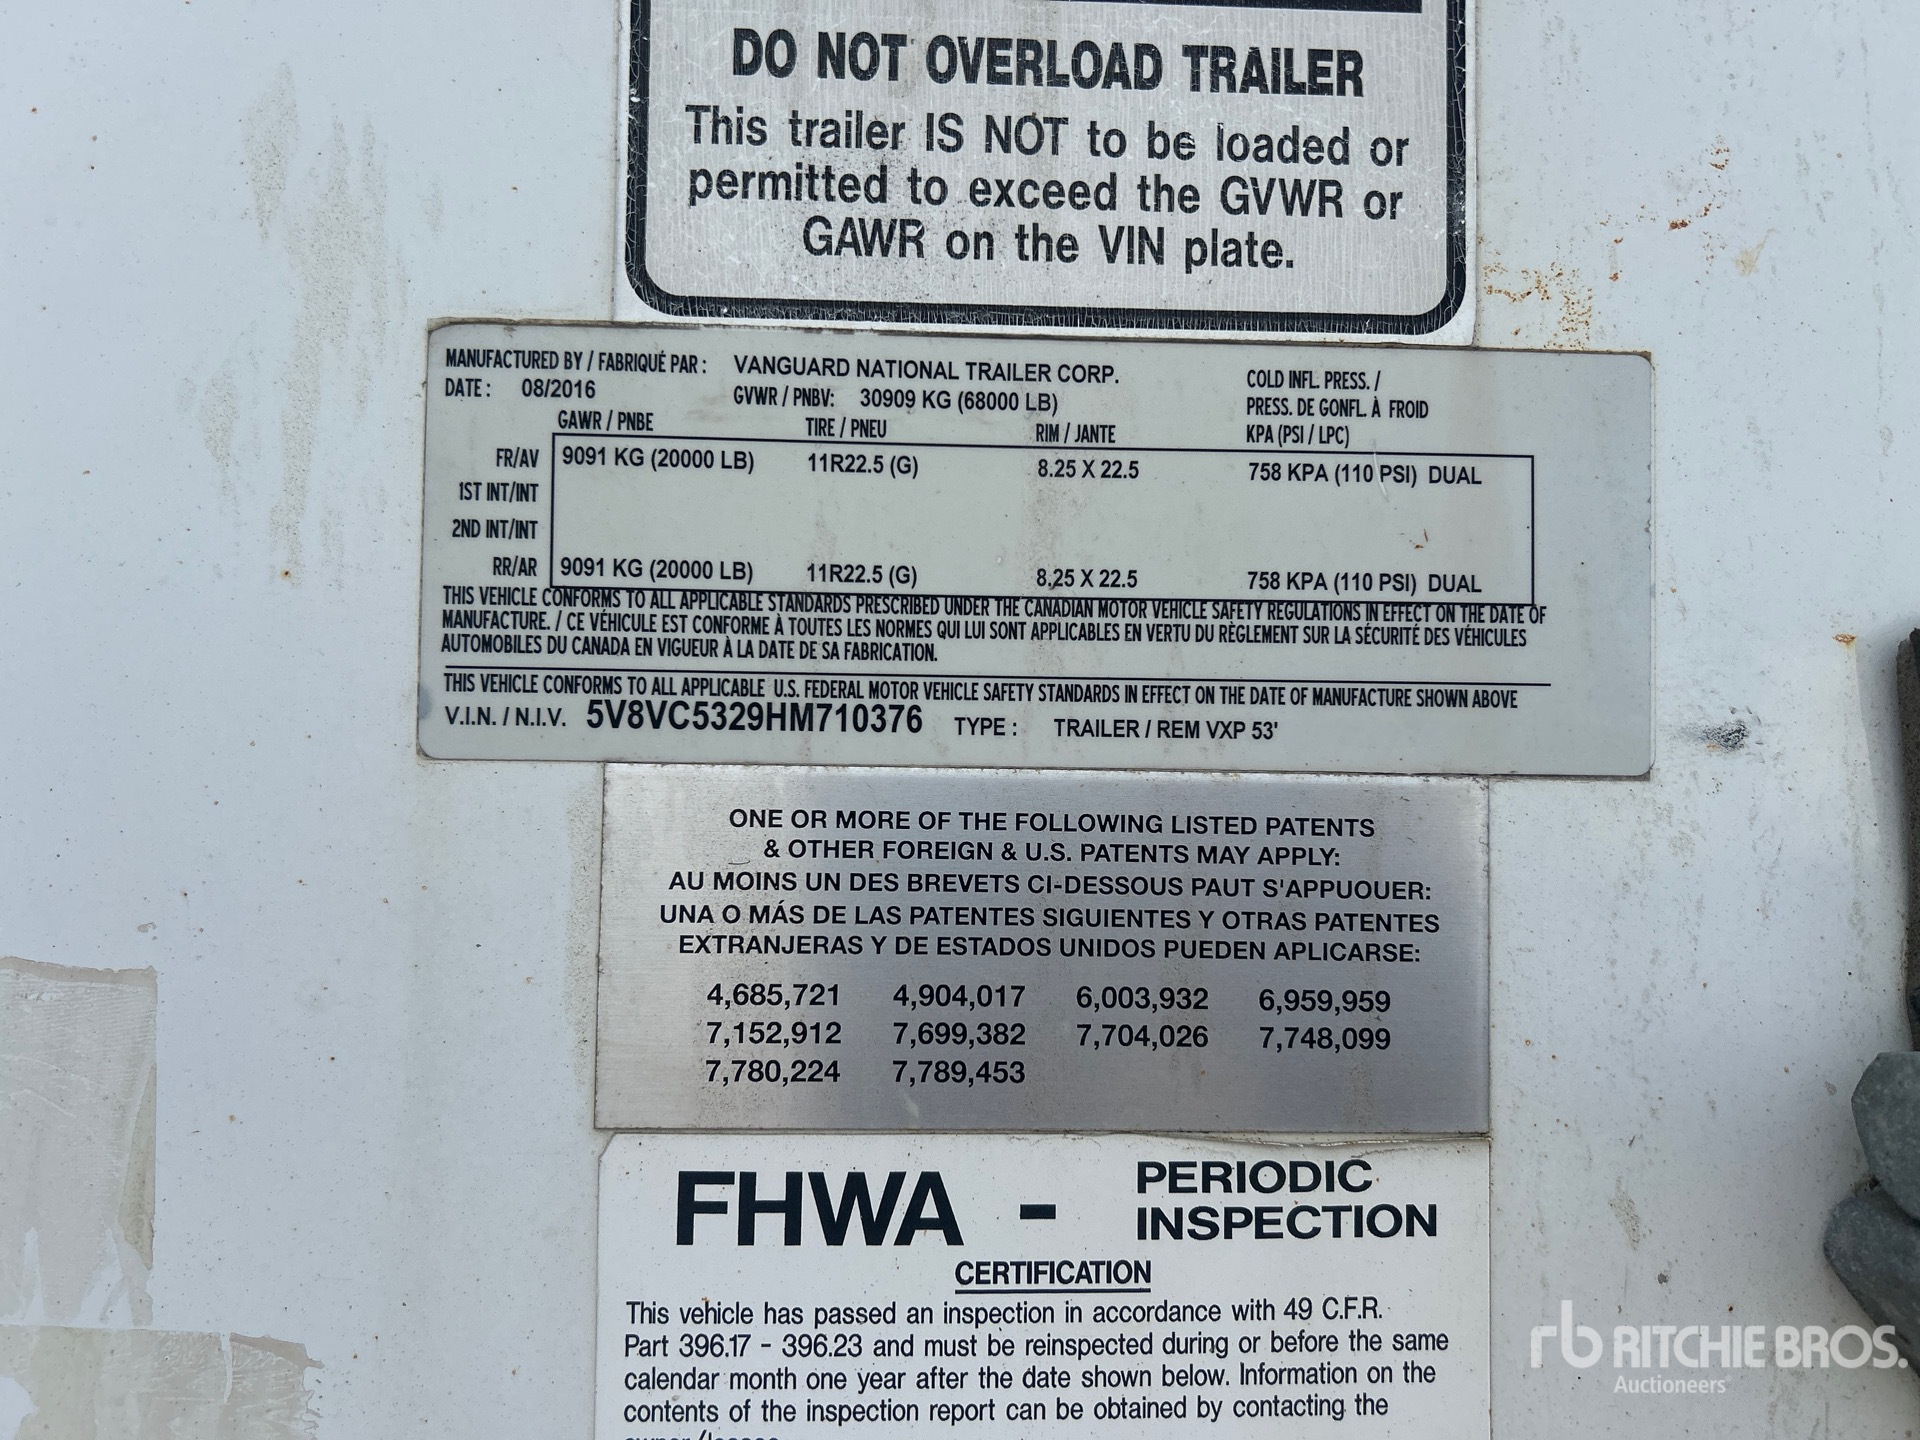 DO NOT OVERLOAD TRAILER
This trailer IS NOT to be loaded or
permitted to exceed the GVWR or
GAWR on the VIN plate.
MANUFACTURED BY / FABRIQUÉ PAR : VANGUARD NATIONAL TRAILER CORP.
DATE : 08/2016 GVWR / PNBV: 30909 KG (68000 LB)
COLD INFL. PRESS. /
PRESS. DE GONFL. À FROID
GAWR / PNBE TIRE / PNEU RIM / JANTE KPA (PSI / LPC)
FR/AV 9091 KG (20000 LB) 11R22.5 (G) 8.25 X 22.5 758 KPA (110 PSI) DUAL
1ST INT/INT
2ND INT/INT
RR/AR 9091 KG (20000 LB) 11R22.5 (G) 8.25 X 22.5 758 KPA (110 PSI) DUAL
THIS VEHICLE CONFORMS TO ALL APPLICABLE STANDARDS PRESCRIBED UNDER THE CANADIAN MOTOR VEHICLE SAFETY REGULATIONS IN EFFECT ON THE DATE OF
MANUFACTURE. / CE VÉHICULE EST CONFORME À TOUTES LES NORMES QUI LUI SONT APPLICABLES EN VERTU DU RÈGLEMENT SUR LA SÉCURITÉ DES VÉHICULES
AUTOMOBILES DU CANADA EN VIGUEUR À LA DATE DE SA FABRICATION.
THIS VEHICLE CONFORMS TO ALL APPLICABLE U.S. FEDERAL MOTOR VEHICLE SAFETY STANDARDS IN EFFECT ON THE DATE OF MANUFACTURE SHOWN ABOVE
V.I.N. / N.I.V. 5V8VC5329HM710376 TYPE : TRAILER / REM VXP 53'
ONE OR MORE OF THE FOLLOWING LISTED PATENTS
& OTHER FOREIGN & U.S. PATENTS MAY APPLY:
AU MOINS UN DES BREVETS CI-DESSOUS PAUT S'APPUOUER:
UNA O MÁS DE LAS PATENTES SIGUIENTES Y OTRAS PATENTES
EXTRANJERAS Y DE ESTADOS UNIDOS PUEDEN APLICARSE:
4,685,721 4,904,017 6,003,932 6,959,959
7,152,912 7,699,382 7,704,026 7,748,099
7,780,224 7,789,453
FHWA - PERIODIC
INSPECTION
CERTIFICATION
This vehicle has passed an inspection in accordance with 49 C.F.R.
Part 396.17 - 396.23 and must be reinspected during or before the same
calendar month one year after the date shown below. Information on the
contents of the inspection report can be obtained by contacting the
rb RITCHIE BROS.
Auctioneers